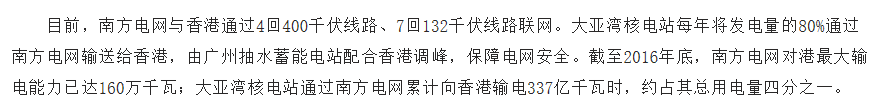 目前，南方电网与香港通过4回400千伏线路、7回132千伏线路联网。大亚湾核电站每年将发电量的80%通过
南方电网输送给香港，由广州抽水蓄能电站配合香港调峰，保障电网安全。截至2016年底，南方电网对港最大输
电能力已达160万千瓦；大亚湾核电站通过南方电网累计向香港输电337亿千瓦时，约占其总用电量四分之一。